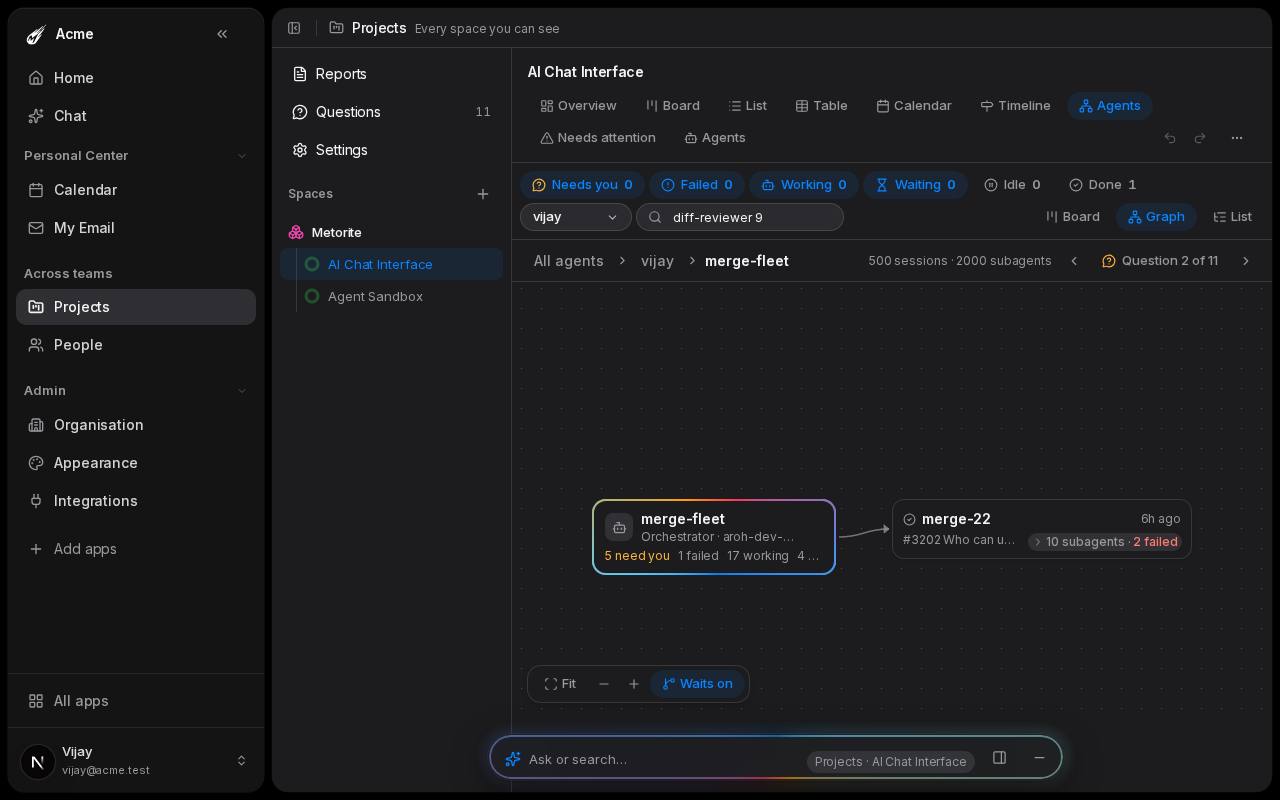 Acme
Home
Chat
Personal Center
Calendar
My Email
Across teams
Projects
People
Admin
Organisation
Appearance
Integrations
Add apps
All apps
N
Vijay
vijay@acme.test
Projects Every space you can see
Reports
Questions 11
Settings
Spaces
Metorite
AI Chat Interface
Agent Sandbox
AI Chat Interface
Overview Board List Table Calendar Timeline Agents
Needs attention Agents
Needs you 0 Failed 0 Working 0 Waiting 0 Idle 0 Done 1
vijay diff-reviewer 9 Board Graph List
All agents vijay merge-fleet 500 sessions · 2000 subagents Question 2 of 11
merge-fleet
Orchestrator · aroh-dev-…
5 need you 1 failed 17 working 4 …
merge-22 6h ago
#3202 Who can u… 10 subagents · 2 failed
Fit Waits on
Ask or search… Projects · AI Chat Interface